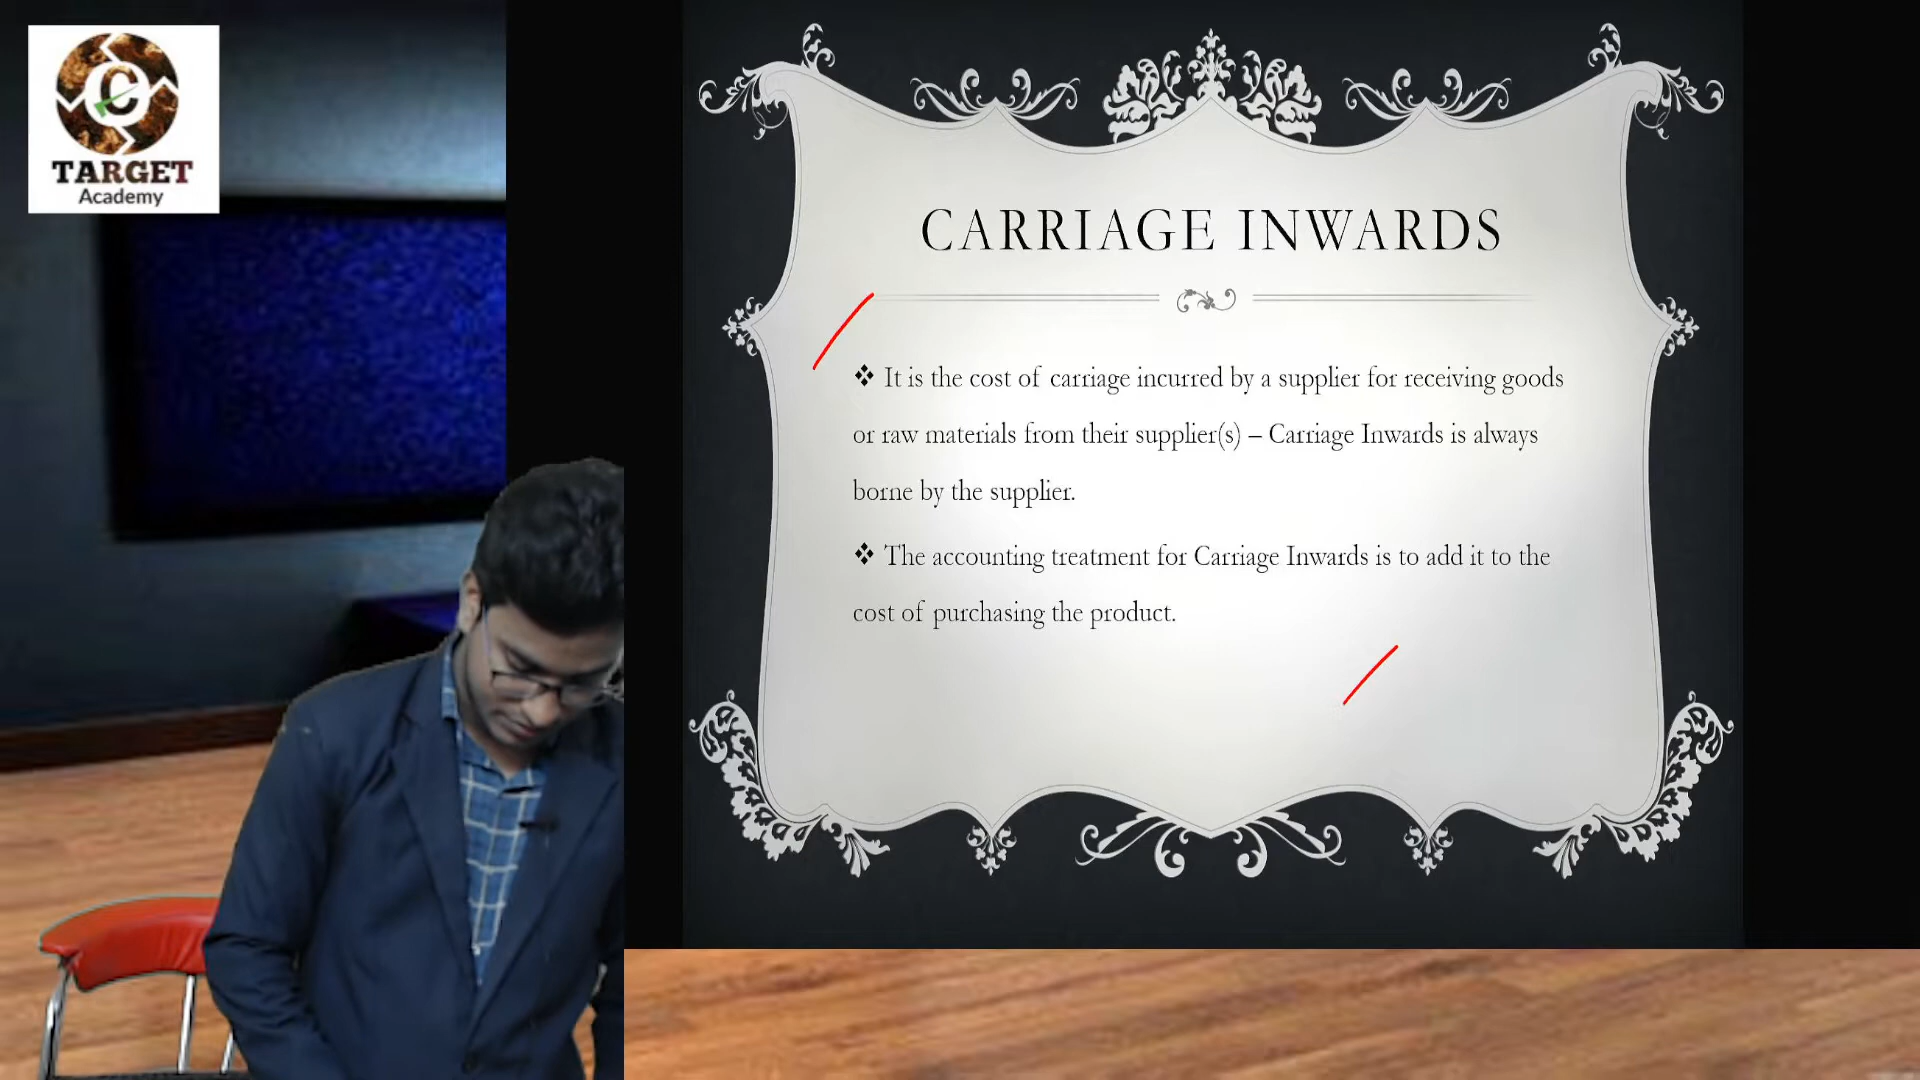 TARGET
Academy
CARRIAGE INWARDS
❖ It is the cost of carriage incurred by a supplier for receiving goods
or raw materials from their supplier(s) – Carriage Inwards is always
borne by the supplier.
❖ The accounting treatment for Carriage Inwards is to add it to the
cost of purchasing the product.